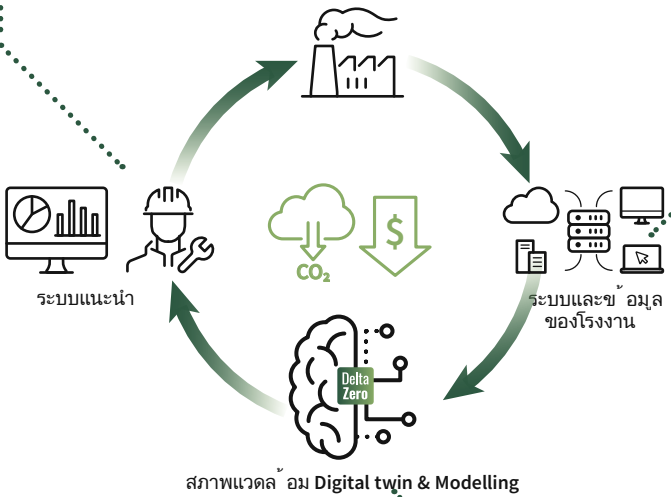 $
CO₂
ระบบแนะนำ
ระบบและข้อมูล
ของโรงงาน
Delta
Zero
สภาพแวดล้อม Digital twin & Modelling